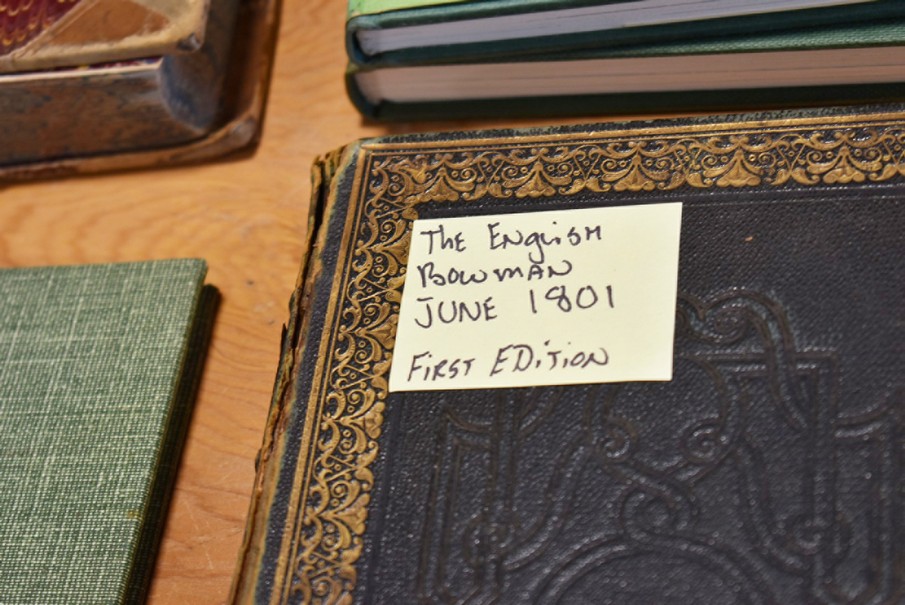 The English
Bowman
June 1801
First Edition